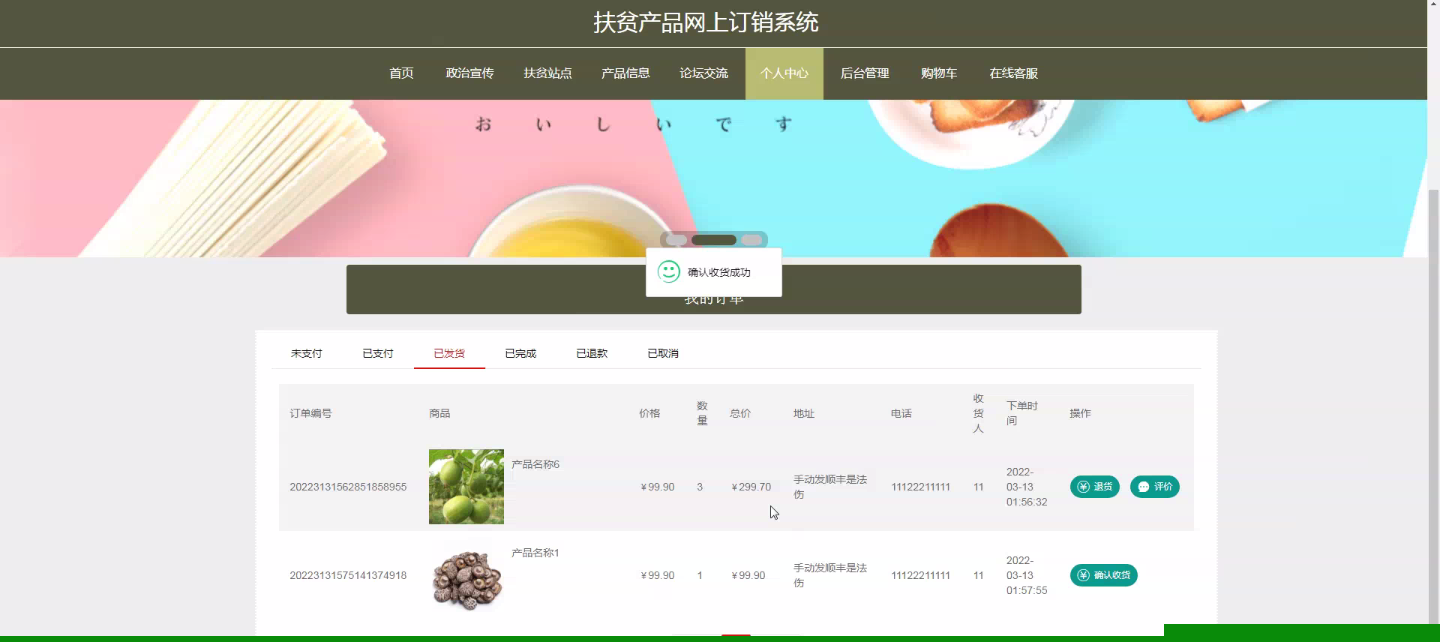 扶贫产品网上订销系统
首页 政治宣传 扶贫站点 产品信息 论坛交流 个人中心 后台管理 购物车 在线客服
おいしいです
确认收货成功
我的订单
未支付 已支付 已发货 已完成 已退款 已取消
订单编号 商品 价格 数量 总价 地址 电话 收货人 下单时间 操作
20223131562851858955 产品名称6 ￥99.90 3 ￥299.70 手动发顺丰是法伤 11122211111 11 2022-03-13 01:56:32 退货 评价
20223131575141374918 产品名称1 ￥99.90 1 ￥99.90 手动发顺丰是法伤 11122211111 11 2022-03-13 01:57:55 确认收货